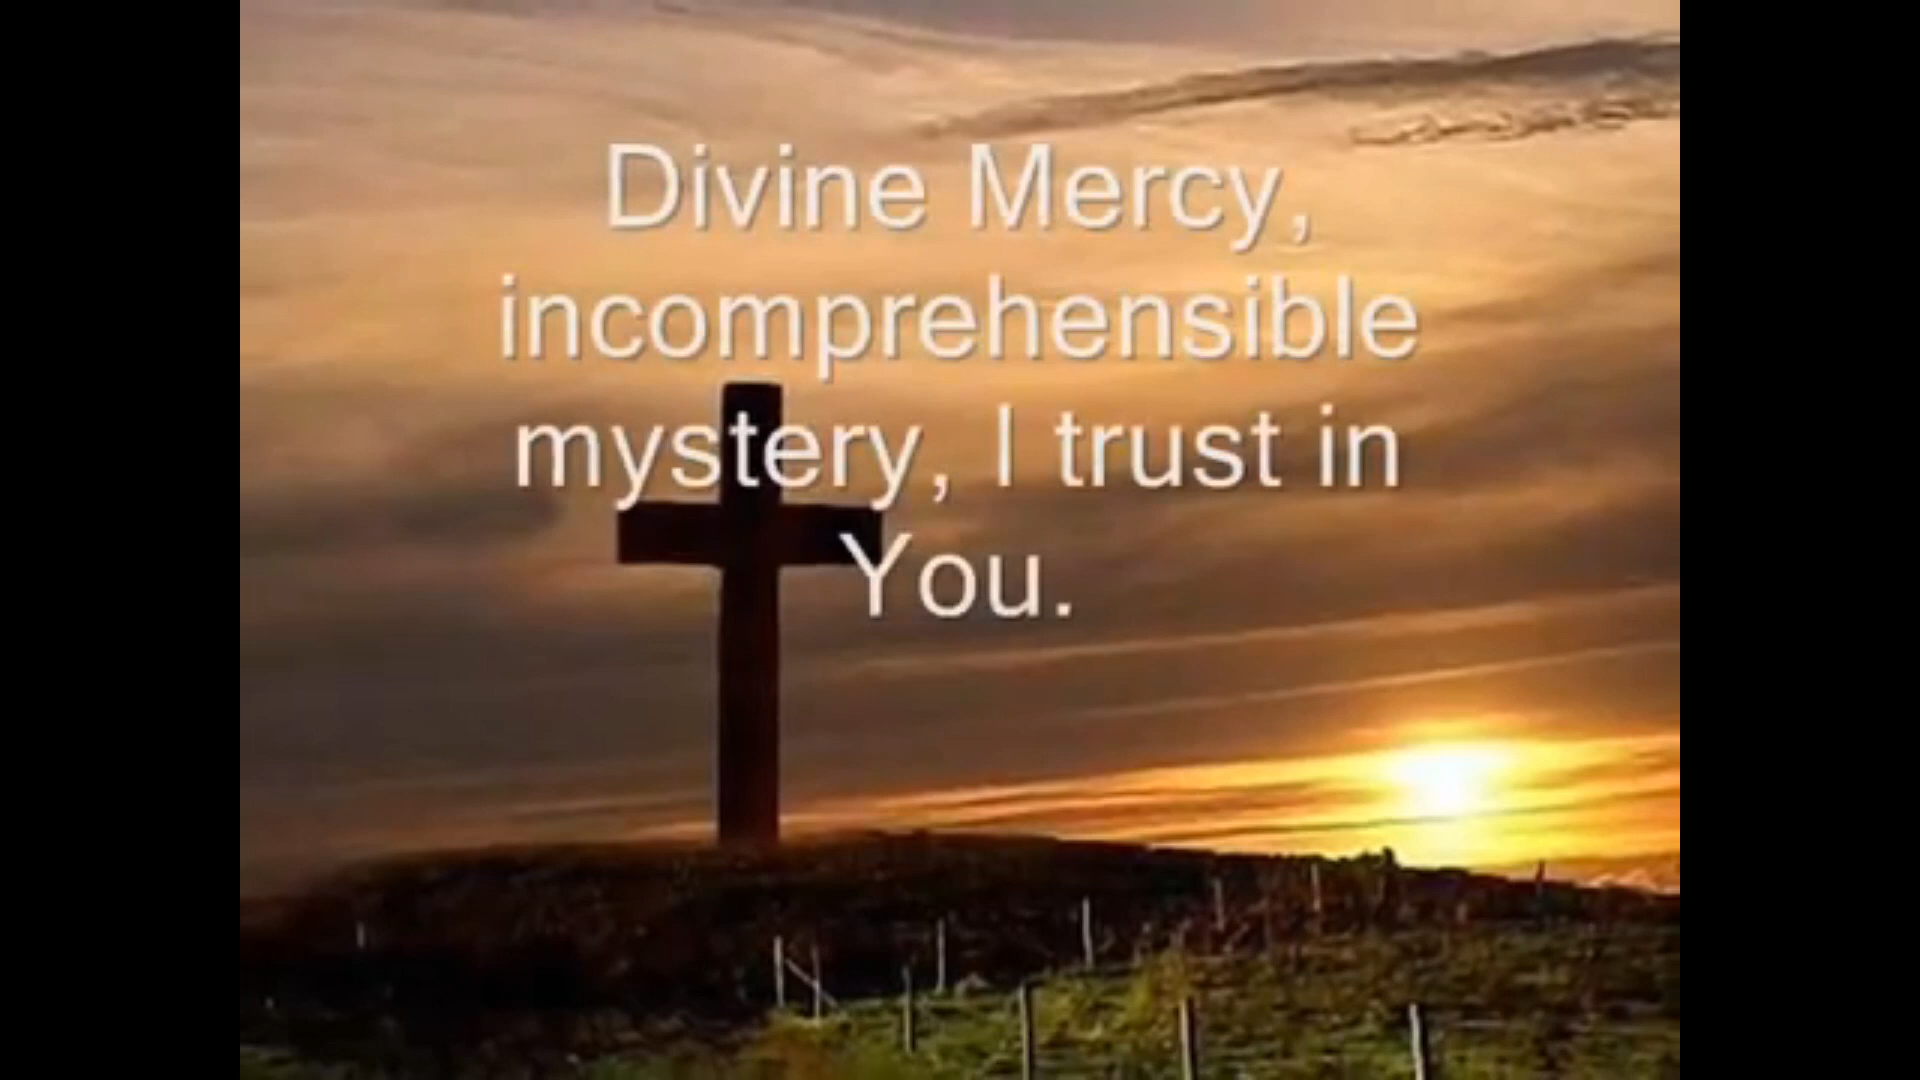 Divine Mercy,
incomprehensible
mystery, I trust in
You.